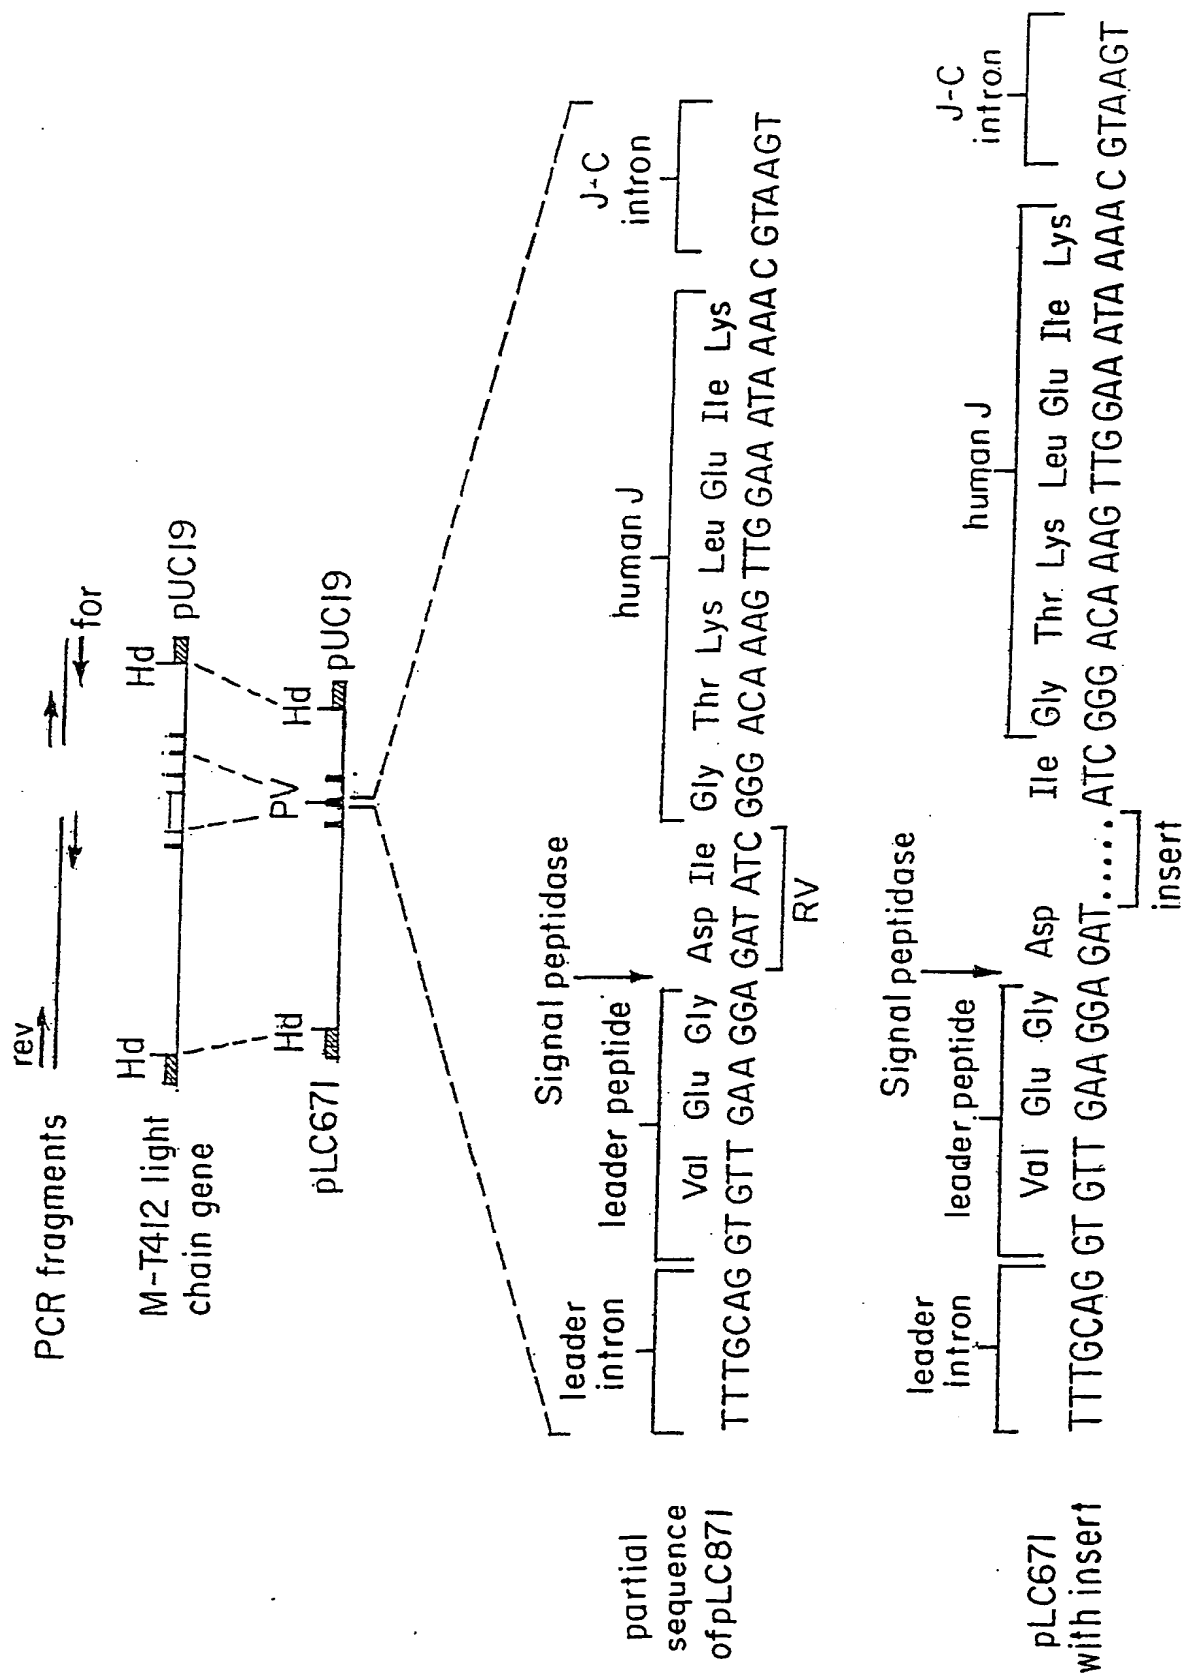 PCR fragments
rev
for
M-T412 light
chain gene
Hd
Hd
pUC19
PV
pLC671
Hd
Hd
pUC19
Signal peptidase
leader
intron
leader peptide
human J
J-C
intron
Val Glu Gly Asp Ile Gly Thr Lys Leu Glu Ile Lys
partial
sequence
of pLC871
TTTGCAG GT GTT GAA GGA GAT ATC GGG ACA AAG TTG GAA ATA AAA C GTAAGT
RV
Signal peptidase
leader
intron
leader peptide
human J
J-C
intron
Val Glu Gly Asp Ile Gly Thr Lys Leu Glu Ile Lys
pLC671
with insert
TTTGCAG GT GTT GAA GGA GAT.....ATC GGG ACA AAG TTG GAA ATA AAA C GTAAGT
insert